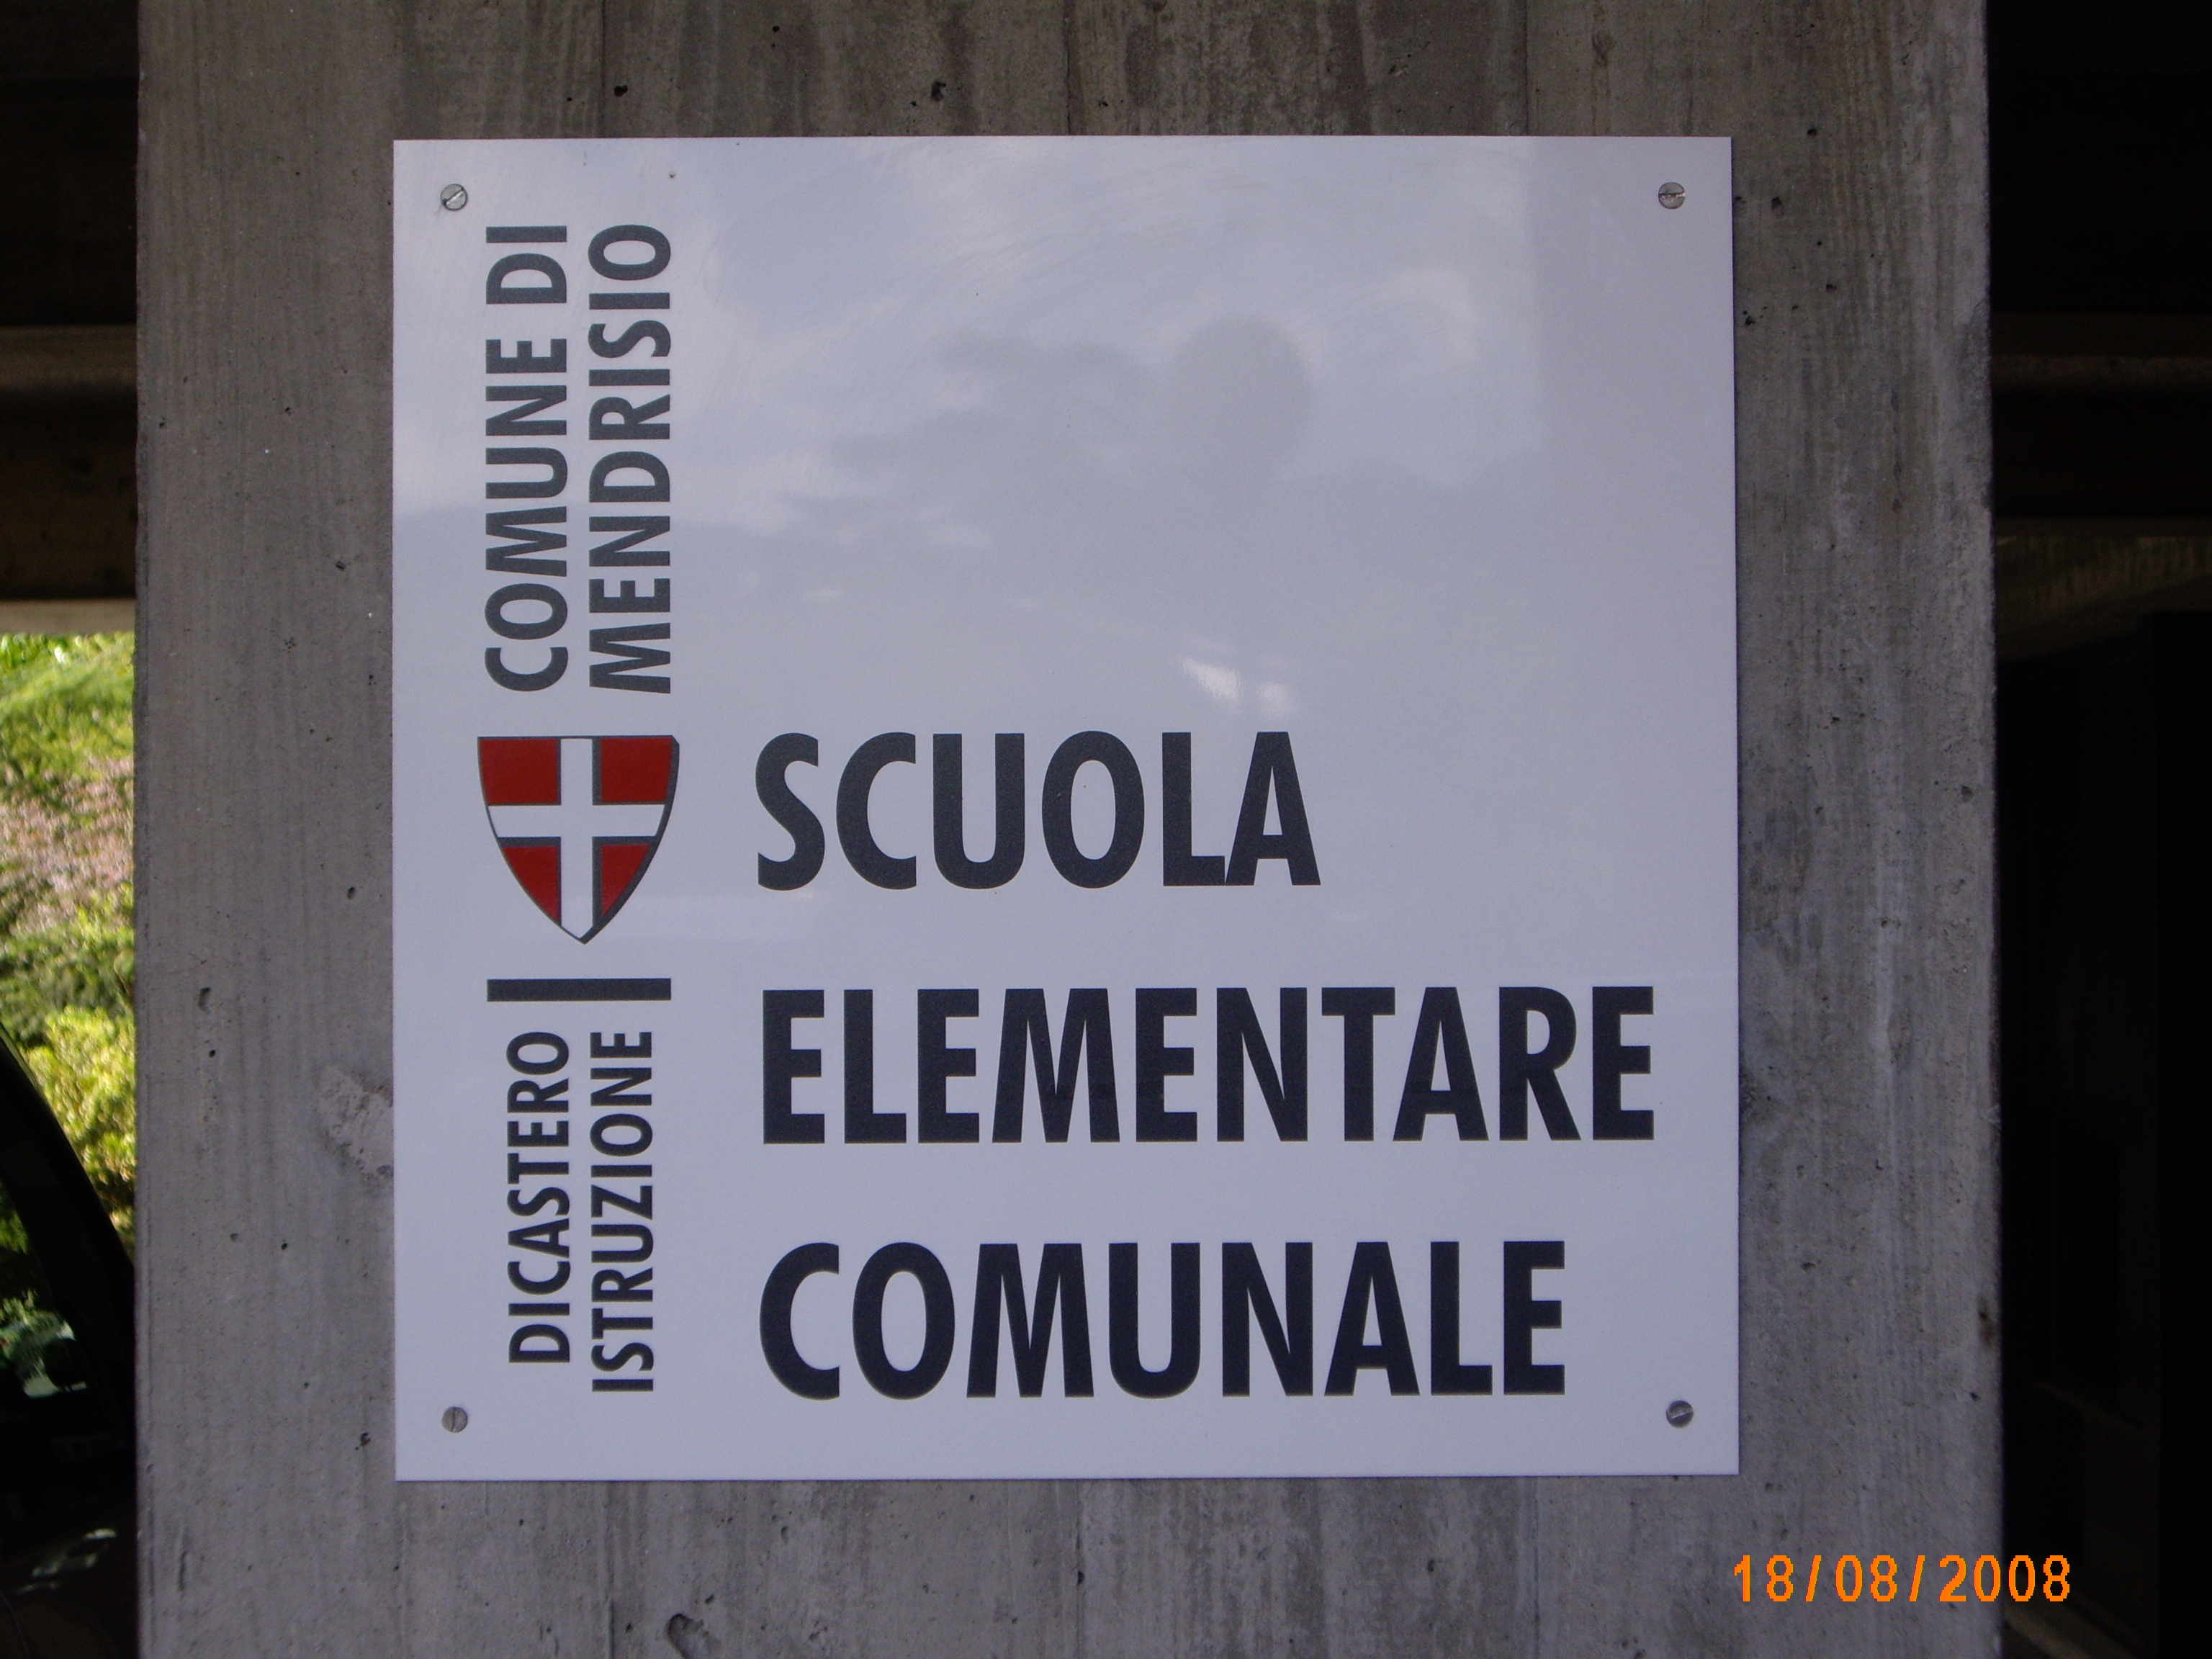 COMUNE DI
MENDRISIO
DICASTERO
ISTRUZIONE
SCUOLA
ELEMENTARE
COMUNALE
18/08/2008